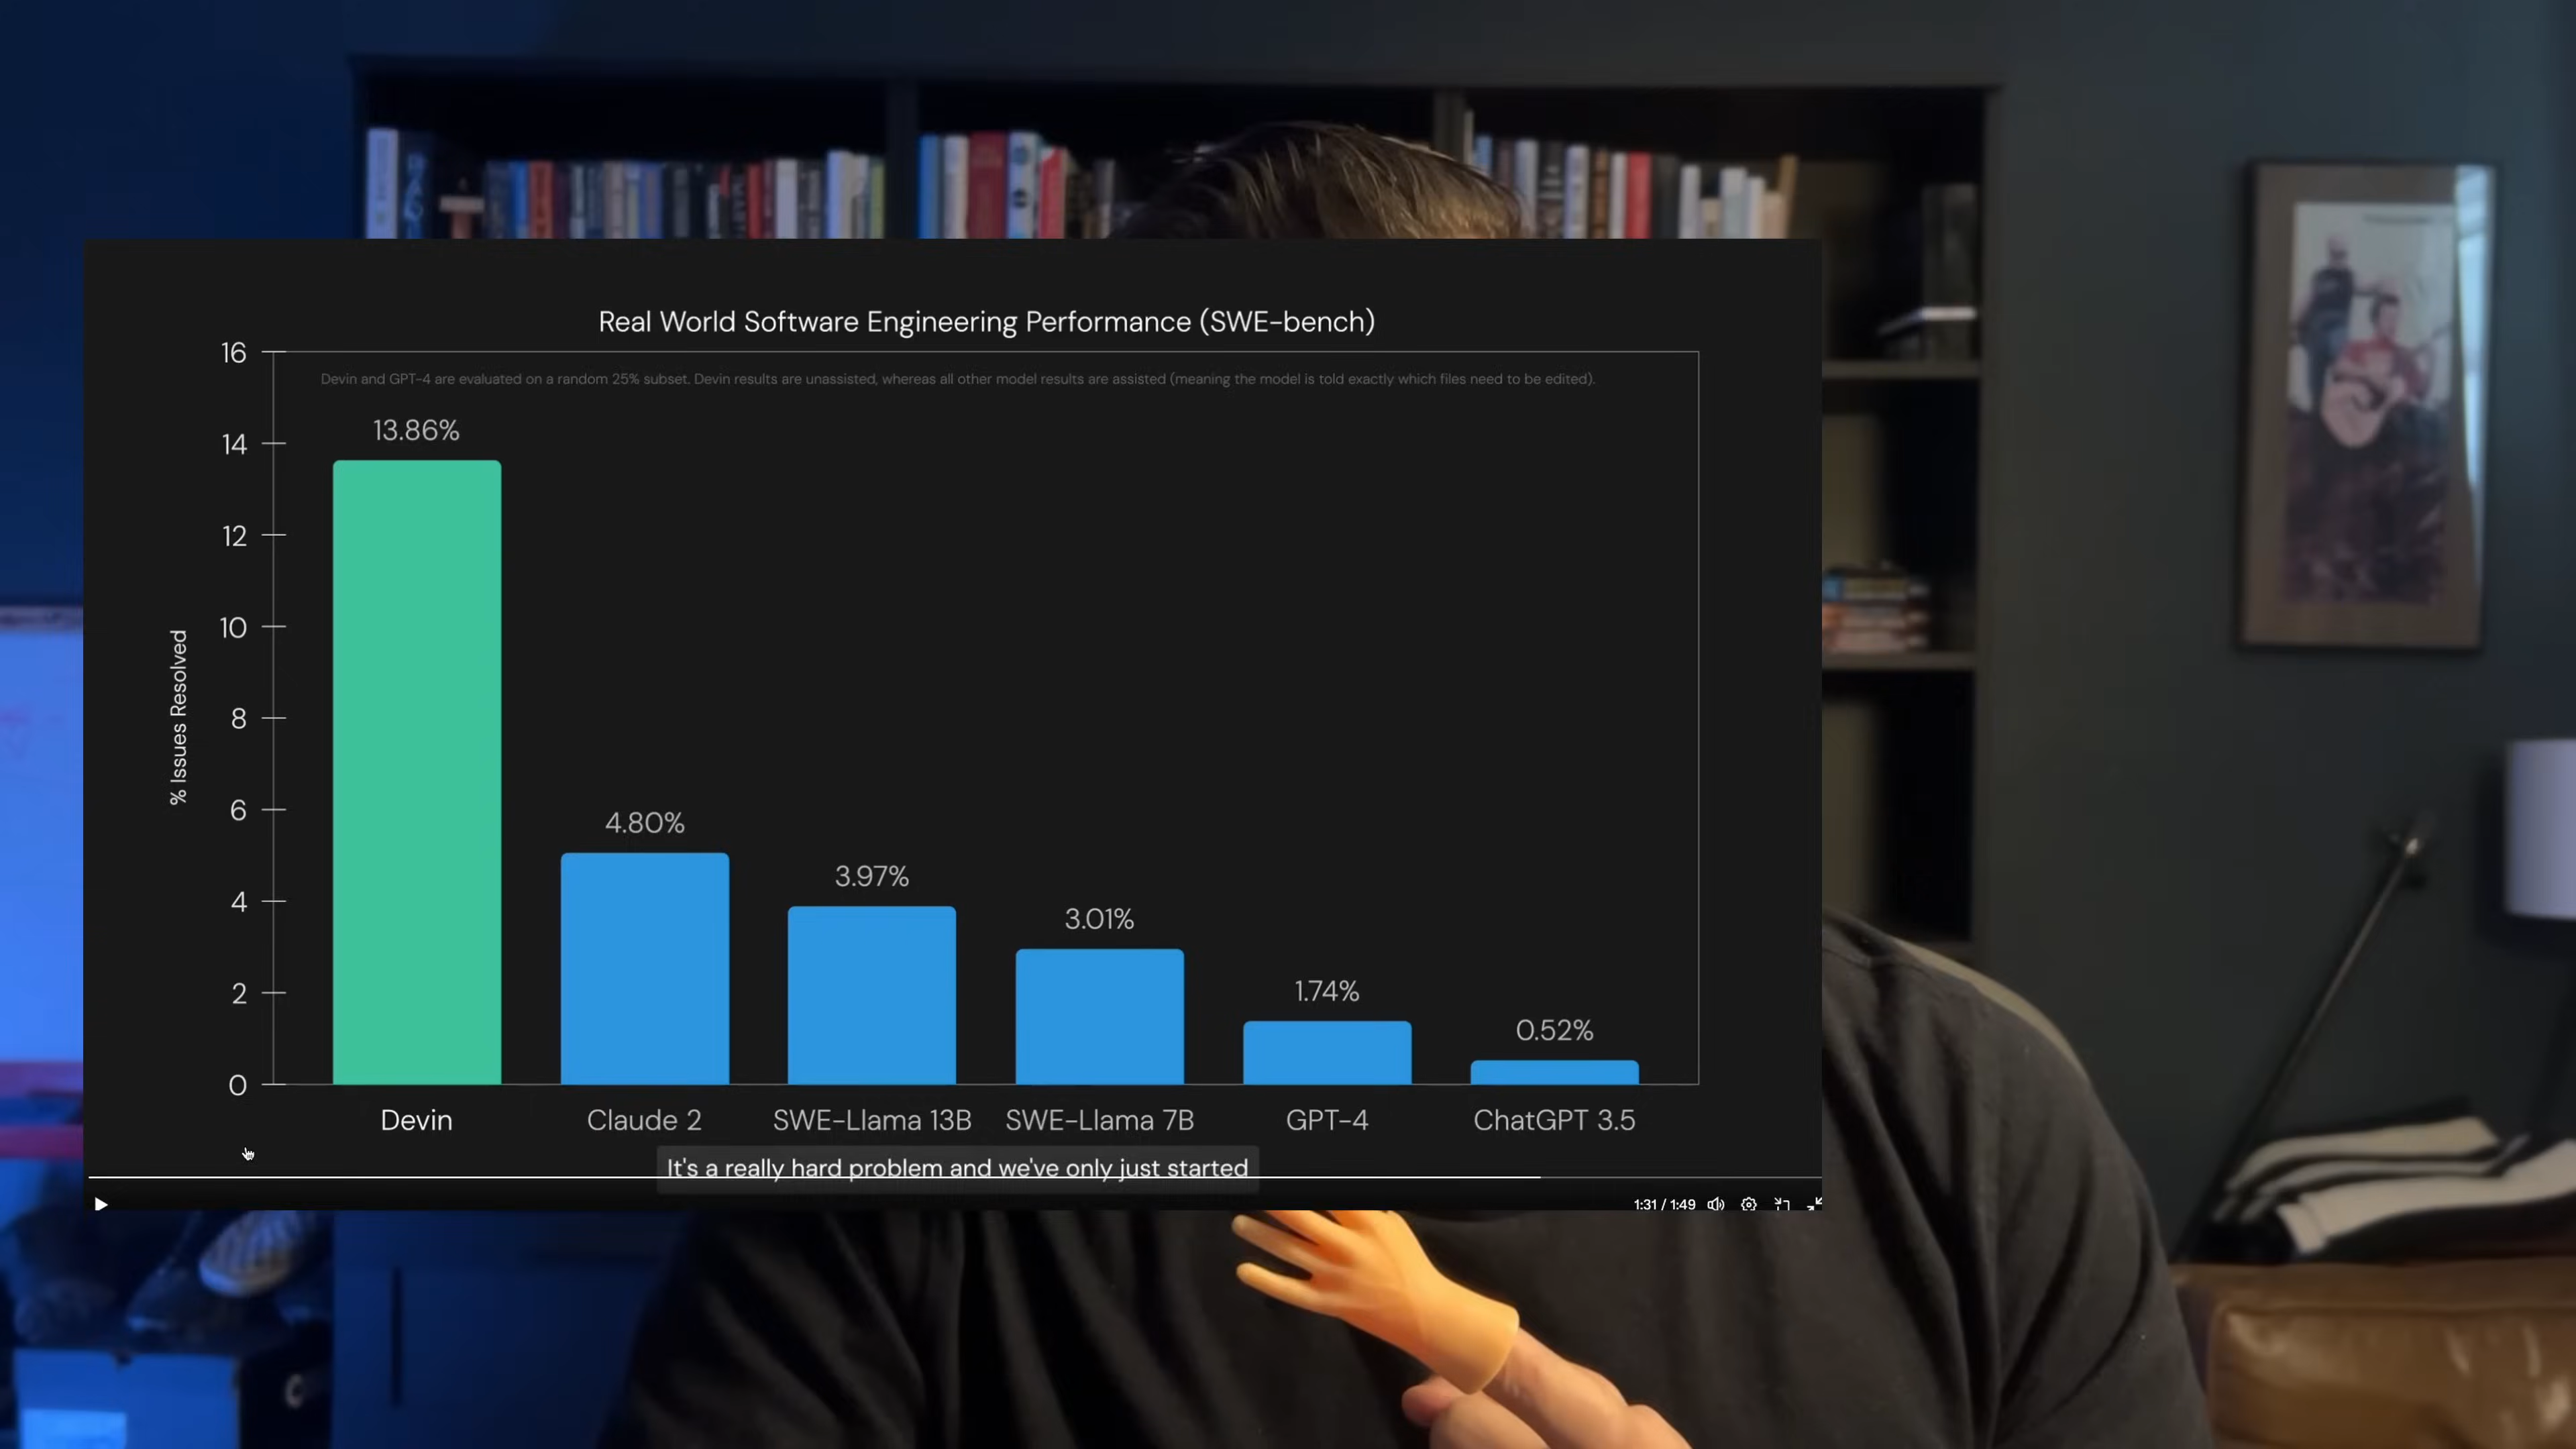 Real World Software Engineering Performance (SWE-bench)
Devin and GPT-4 are evaluated on a random 25% subset. Devin results are unassisted, whereas all other model results are assisted (meaning the model is told exactly which files need to be edited).
% Issues Resolved
16
14
12
10
8
6
4
2
0
13.86%
4.80%
3.97%
3.01%
1.74%
0.52%
Devin
Claude 2
SWE-Llama 13B
SWE-Llama 7B
GPT-4
ChatGPT 3.5
It's a really hard problem and we've only just started
1:31 / 1:49